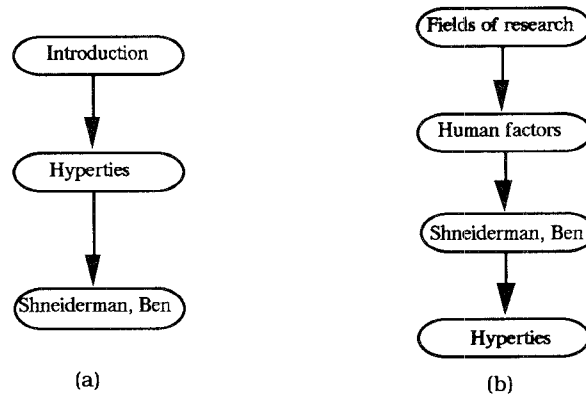 Introduction
Hyperties
Shneiderman, Ben
(a)
Fields of research
Human factors
Shneiderman, Ben
Hyperties
(b)